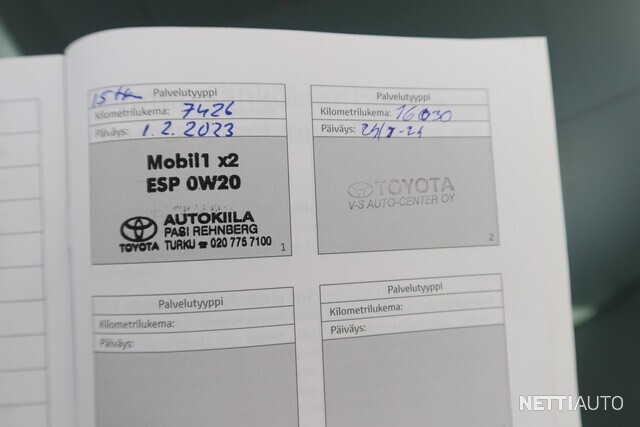 15tkm
Palvelutyyppi
Kilometrilukema: 7426
Päiväys: 1.2.2023
Mobil1 x2
ESP 0W20
AUTOKIILA
PASI REHNBERG
TOYOTA TURKU ☎ 020 775 7100
1
Palvelutyyppi
Kilometrilukema: 16030
Päiväys:
TOYOTA
V-S AUTO-CENTER OY
2
Palvelutyyppi
Kilometrilukema:
Päiväys:
Palvelutyyppi
Kilometrilukema:
Päiväys:
NETTIAUTO